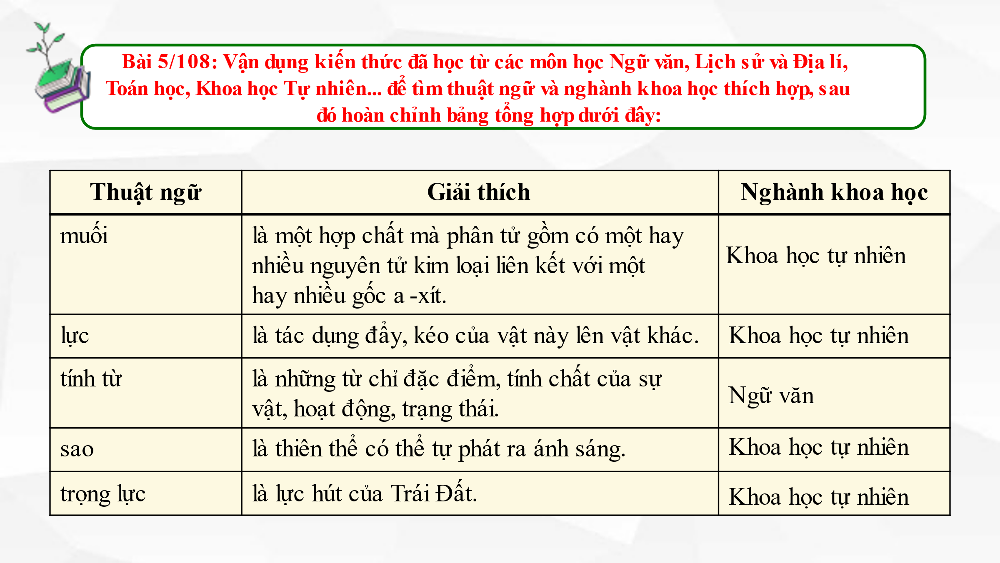 Bài 5/108: Vận dụng kiến thức đã học từ các môn học Ngữ văn, Lịch sử và Địa lí,
Toán học, Khoa học Tự nhiên... để tìm thuật ngữ và nghành khoa học thích hợp, sau
đó hoàn chỉnh bảng tổng hợp dưới đây:
Thuật ngữ Giải thích Nghành khoa học
muối là một hợp chất mà phân tử gồm có một hay
nhiều nguyên tử kim loại liên kết với một
hay nhiều gốc a -xít.
Khoa học tự nhiên
lực là tác dụng đẩy, kéo của vật này lên vật khác. Khoa học tự nhiên
tính từ là những từ chỉ đặc điểm, tính chất của sự
vật, hoạt động, trạng thái.
Ngữ văn
sao là thiên thể có thể tự phát ra ánh sáng. Khoa học tự nhiên
trọng lực là lực hút của Trái Đất. Khoa học tự nhiên